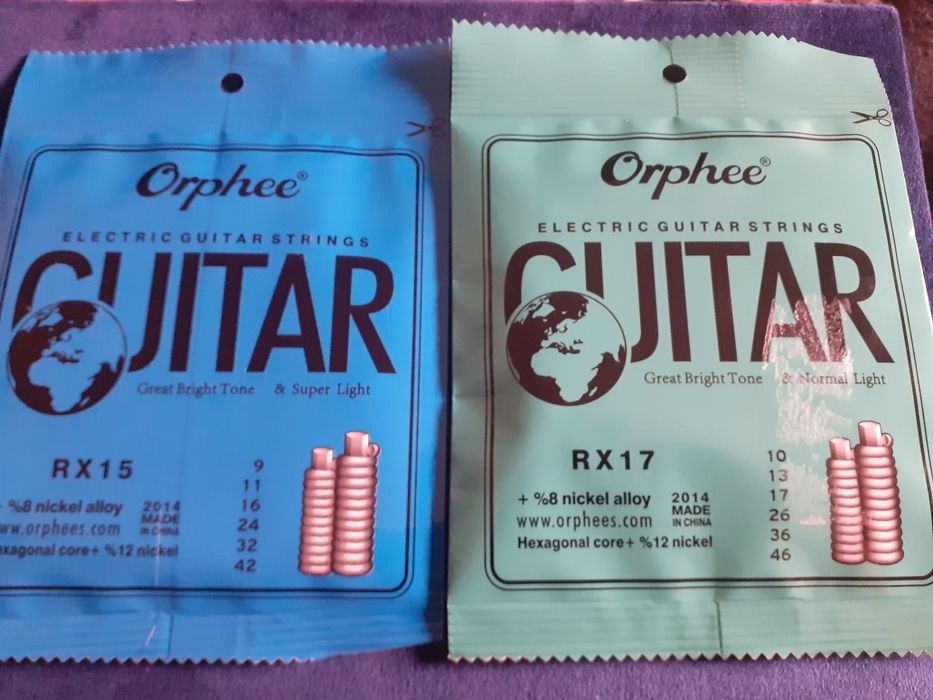 Orphee®
ELECTRIC GUITAR STRINGS
GUITAR
Great Bright Tone & Super Light
RX15
9
11
16
24
32
42
+ %8 nickel alloy
www.orphees.com
2014
MADE
IN CHINA
exagonal core+ %12 nickel
Orphee®
ELECTRIC GUITAR STRINGS
GUITAR
Great Bright Tone & Normal Light
RX17
10
13
17
26
36
46
+ %8 nickel alloy
www.orphees.com
2014
MADE
IN CHINA
Hexagonal core+ %12 nickel